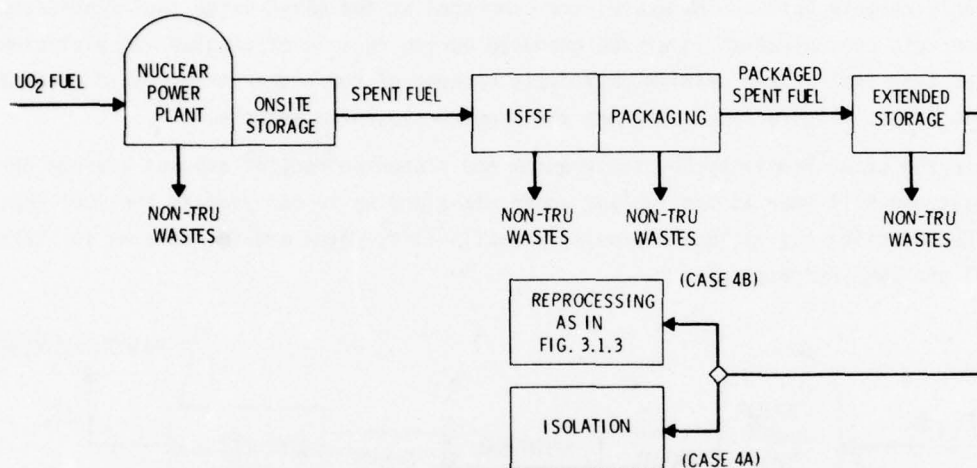 UO2 FUEL
NUCLEAR
POWER
PLANT
ONSITE
STORAGE
SPENT FUEL
ISFSF
PACKAGING
PACKAGED
SPENT FUEL
EXTENDED
STORAGE
NON-TRU
WASTES
NON-TRU
WASTES
NON-TRU
WASTES
NON-TRU
WASTES
(CASE 4B)
REPROCESSING
AS IN
FIG. 3.1.3
ISOLATION
(CASE 4A)